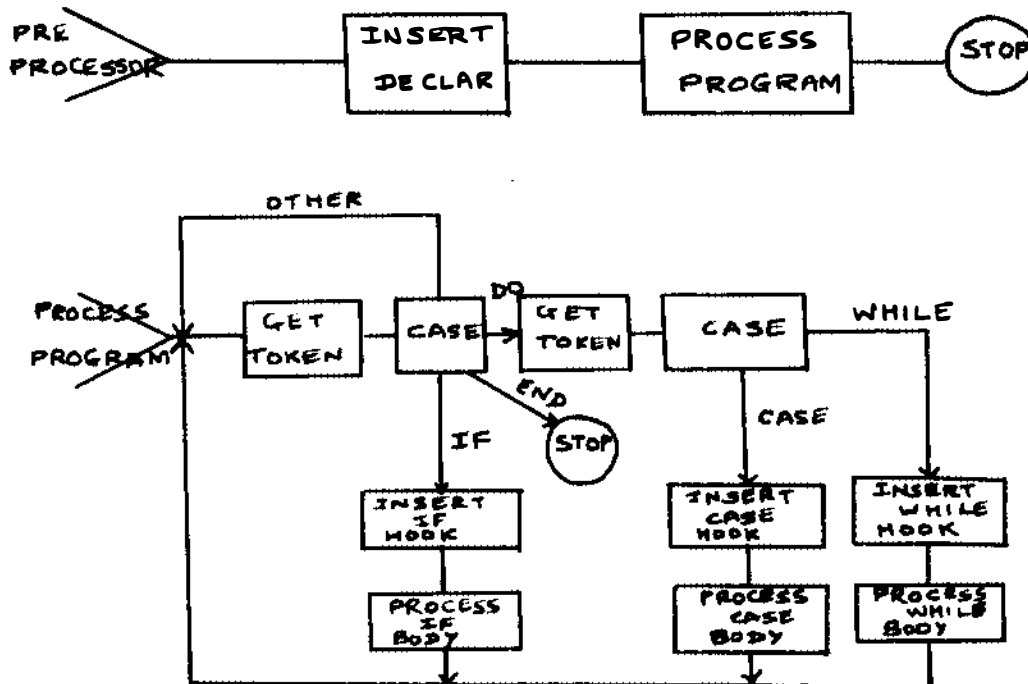 PRE
PROCESSOR
INSERT
DECLAR
PROCESS
PROGRAM
STOP
OTHER
PROCESS
PROGRAM
GET
TOKEN
CASE
DO
GET
TOKEN
CASE
WHILE
END
STOP
IF
CASE
INSERT
IF
HOOK
INSERT
CASE
HOOK
INSERT
WHILE
HOOK
PROCESS
IF
BODY
PROCESS
CASE
BODY
PROCESS
WHILE
BODY